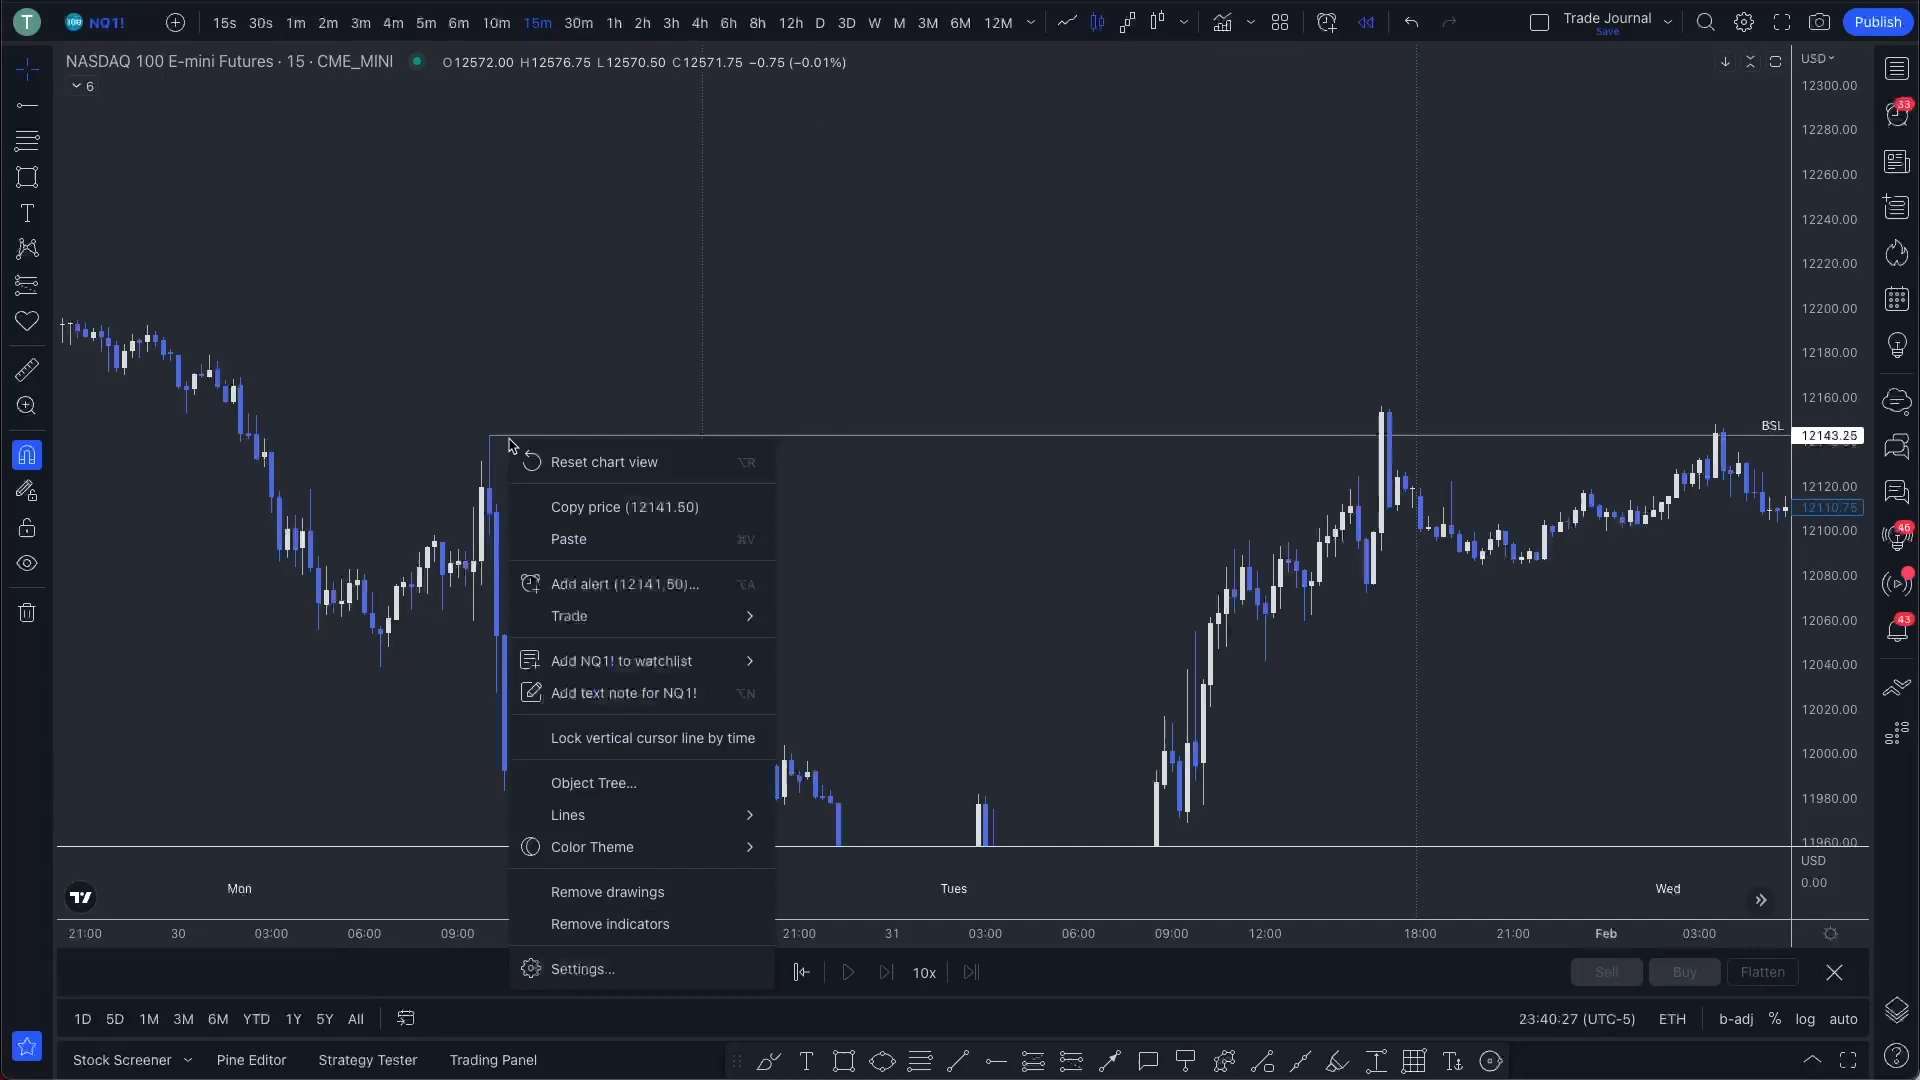 T NQ1! 15s 30s 1m 2m 3m 4m 5m 6m 10m 15m 30m 1h 2h 3h 4h 6h 8h 12h D 3D W M 3M 6M 12M Trade Journal Publish
Save
NASDAQ 100 E-mini Futures · 15 · CME_MINI O12572.00 H12576.75 L12570.50 C12571.75 −0.75 (−0.01%)
6
USD
12300.00
12280.00
12260.00
12240.00
12220.00
12200.00
12180.00
12160.00
BSL 12143.25
12120.00
12110.75
12100.00
12080.00
12060.00
12040.00
12020.00
12000.00
11980.00
11960.00
USD
0.00
33
46
43
Reset chart view ⌥R
Copy price (12141.50)
Paste ⌘V
Add alert (12141.50)... ⌥A
Trade
Add NQ1! to watchlist
Add text note for NQ1! ⌥N
Lock vertical cursor line by time
Object Tree...
Lines
Color Theme
Remove drawings
Remove indicators
Settings...
Mon Tues Wed
21:00 30 03:00 06:00 09:00 21:00 31 03:00 06:00 09:00 12:00 18:00 21:00 Feb 03:00
10x Sell Buy Flatten
1D 5D 1M 3M 6M YTD 1Y 5Y All 23:40:27 (UTC-5) ETH b-adj % log auto
Stock Screener Pine Editor Strategy Tester Trading Panel